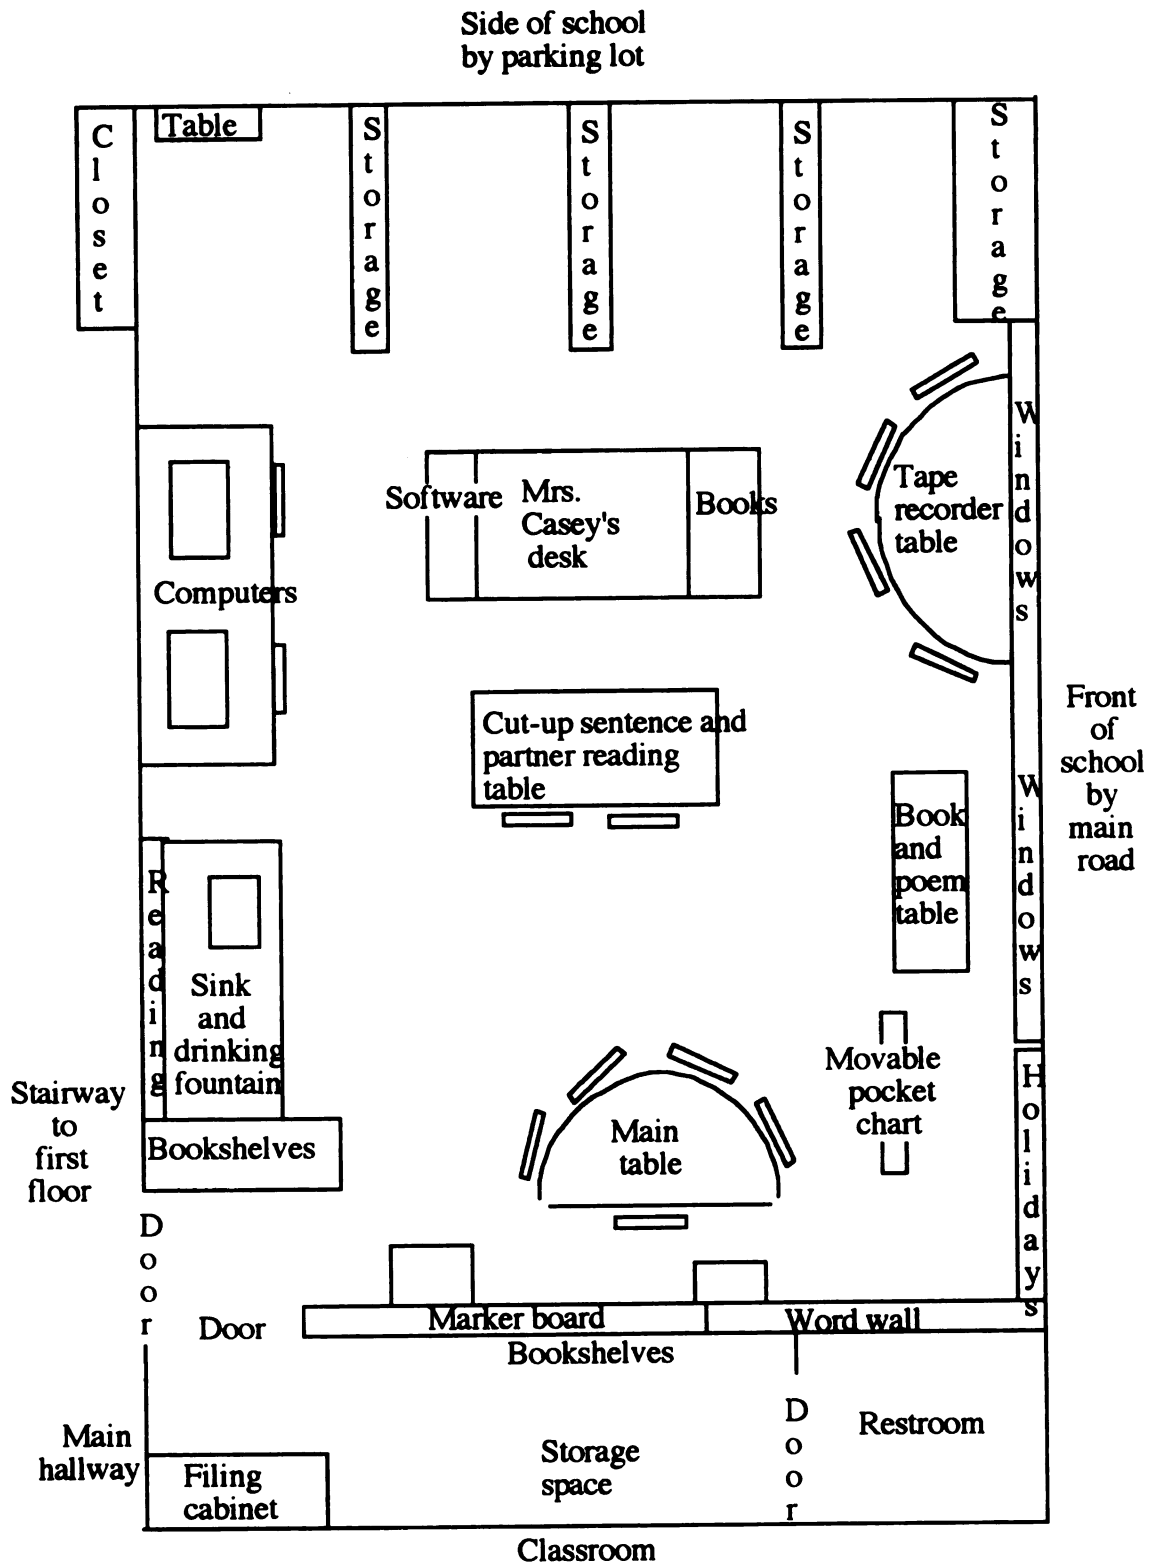 Side of school
by parking lot
Closet
Table
Storage
Storage
Storage
Storage
Windows
Software
Mrs.
Casey's
desk
Books
Tape
recorder
table
Computers
Cut-up sentence and
partner reading
table
Front
of
school
by
main
road
Windows
Book
and
poem
table
Reading
Sink
and
drinking
fountain
Movable
pocket
chart
Holidays
Stairway
to
first
floor
Bookshelves
Main
table
Door
Door
Marker board
Word wall
Bookshelves
Main
hallway
Filing
cabinet
Storage
space
Door
Restroom
Classroom